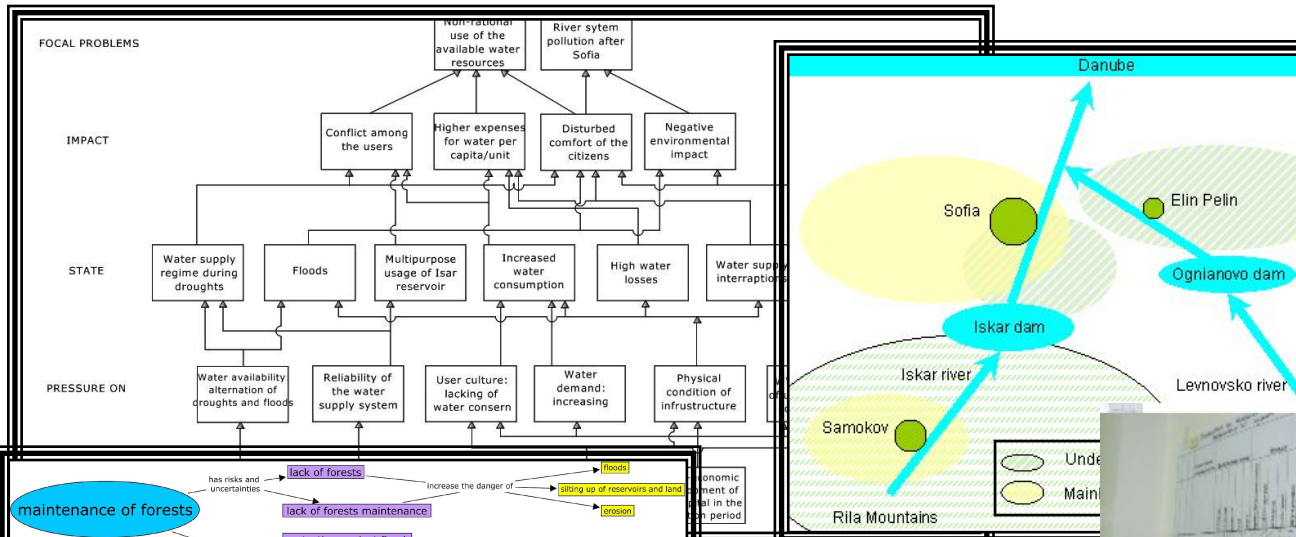 FOCAL PROBLEMS
Non-rational
use of the
available water
resources
River sytem
pollution after
Sofia
IMPACT
Conflict among
the users
Higher expenses
for water per
capita/unit
Disturbed
comfort of the
citizens
Negative
environmental
impact
STATE
Water supply
regime during
droughts
Floods
Multipurpose
usage of Isar
reservoir
Increased
water
consumption
High water
losses
Water supply
interraptions
PRESSURE ON
Water availability:
alternation of
droughts and floods
Reliability of
the water
supply system
User culture:
lacking of
water consern
Water
demand:
increasing
Physical
condition of
infrustructure
maintenance of forests
has risks and
uncertainties
lack of forests
lack of forests maintenance
increase the danger of
floods
silting up of reservoirs and land
erosion
period
Danube
Sofia
Elin Pelin
Ognianovo dam
Iskar dam
Iskar river
Levnovsko river
Samokov
Rila Mountains